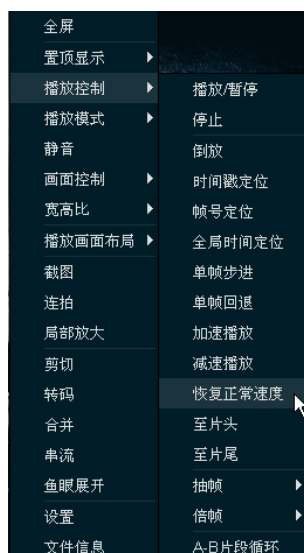 全屏
置顶显示
播放控制
播放模式
静音
画面控制
宽高比
播放画面布局
截图
连拍
局部放大
剪切
转码
合并
串流
鱼眼展开
设置
文件信息
播放/暂停
停止
倒放
时间戳定位
帧号定位
全局时间定位
单帧步进
单帧回退
加速播放
减速播放
恢复正常速度
至片头
至片尾
抽帧
倍帧
A-B片段循环